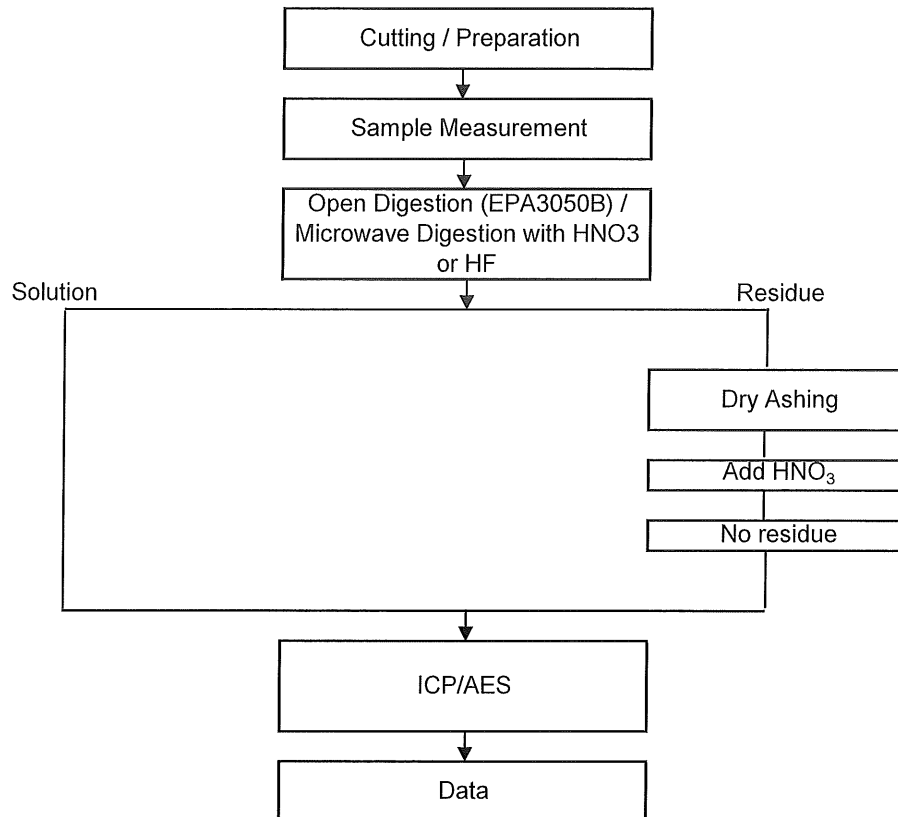 Cutting / Preparation
Sample Measurement
Open Digestion (EPA3050B) /
Microwave Digestion with HNO3
or HF
Solution
Residue
Dry Ashing
Add HNO₃
No residue
ICP/AES
Data